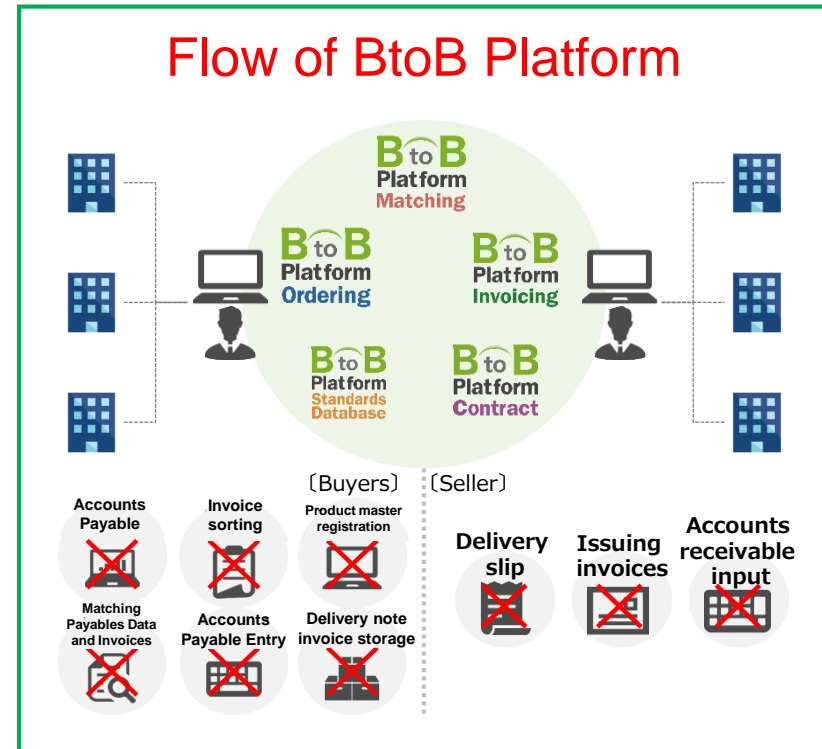 Flow of BtoB Platform
BtoB
Platform
Matching
BtoB
Platform
Ordering
BtoB
Platform
Invoicing
BtoB
Platform
Standards
Database
BtoB
Platform
Contract
〔Buyers〕
〔Seller〕
Accounts
Payable
Invoice
sorting
Product master
registration
Matching
Payables Data
and Invoices
Accounts
Payable Entry
Delivery note
invoice storage
Delivery
slip
Issuing
invoices
Accounts
receivable
input